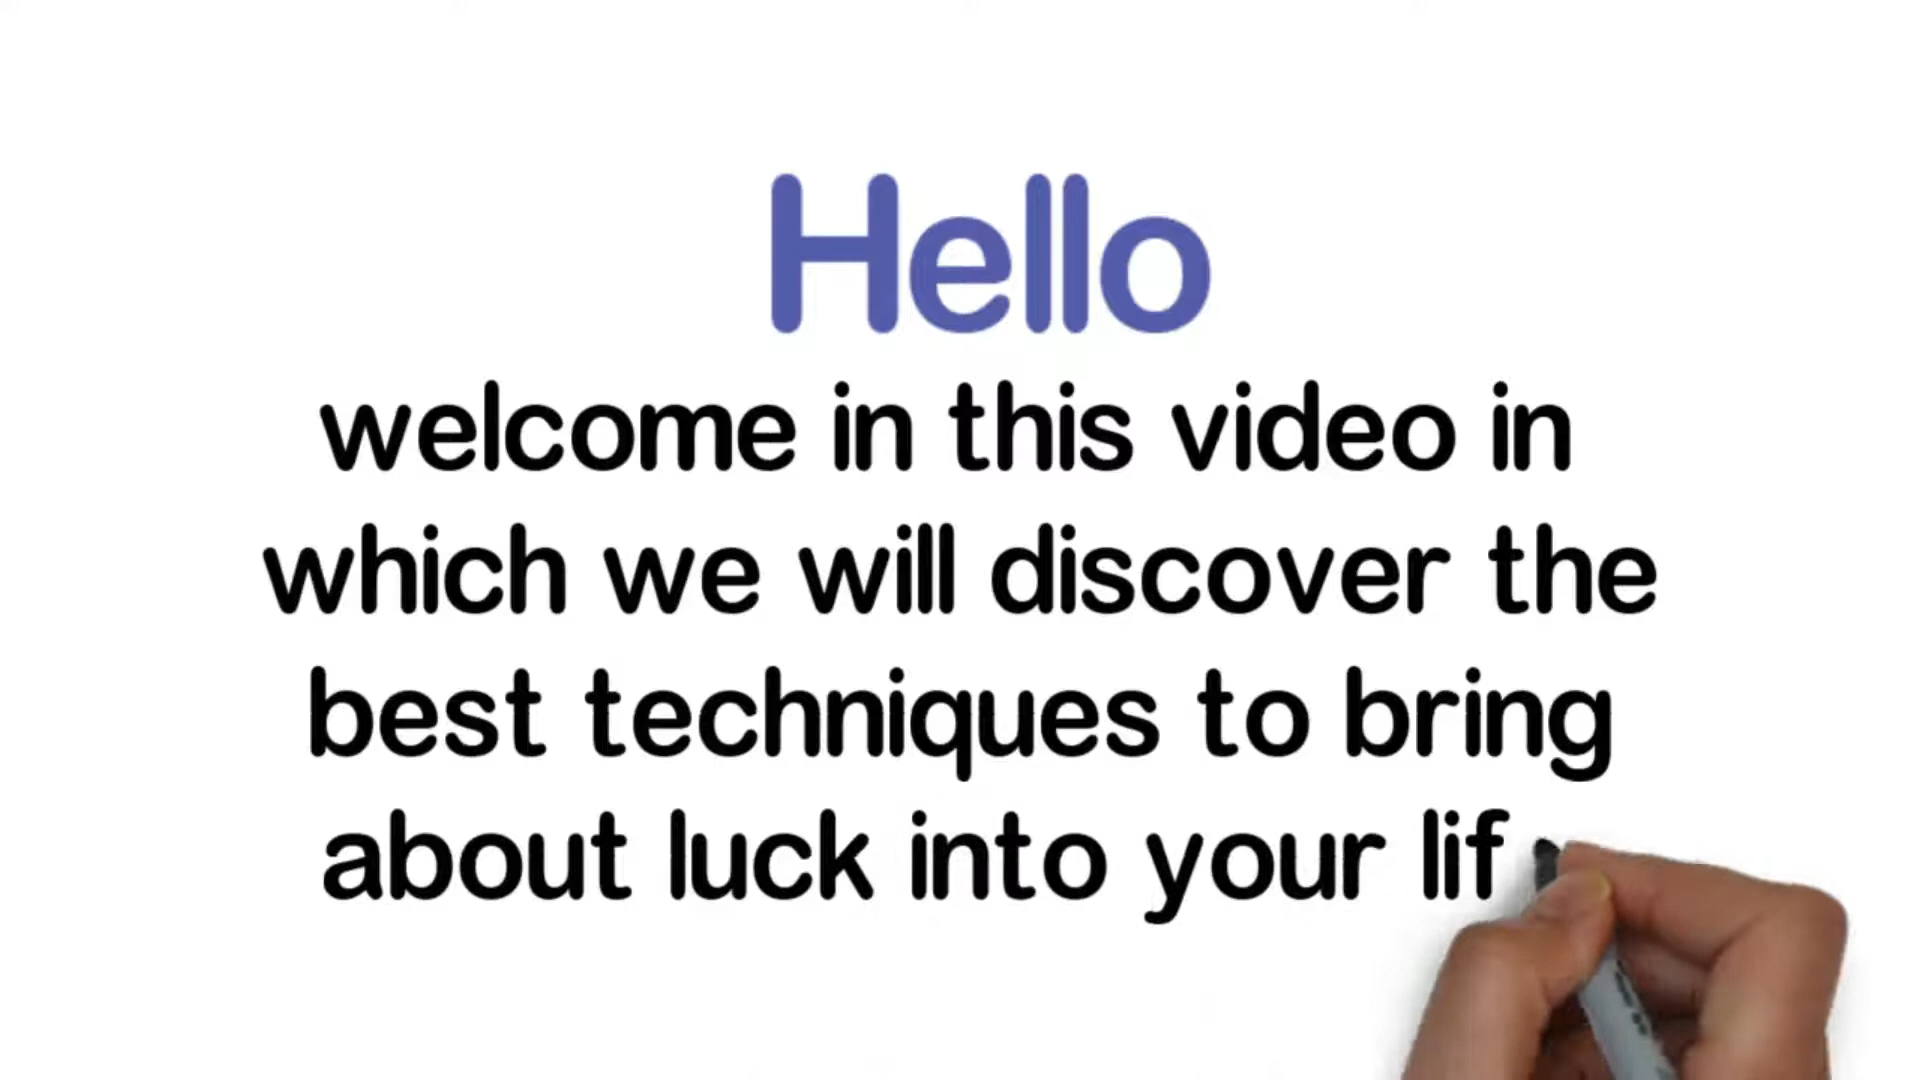 Hello
welcome in this video in
which we will discover the
best techniques to bring
about luck into your lif